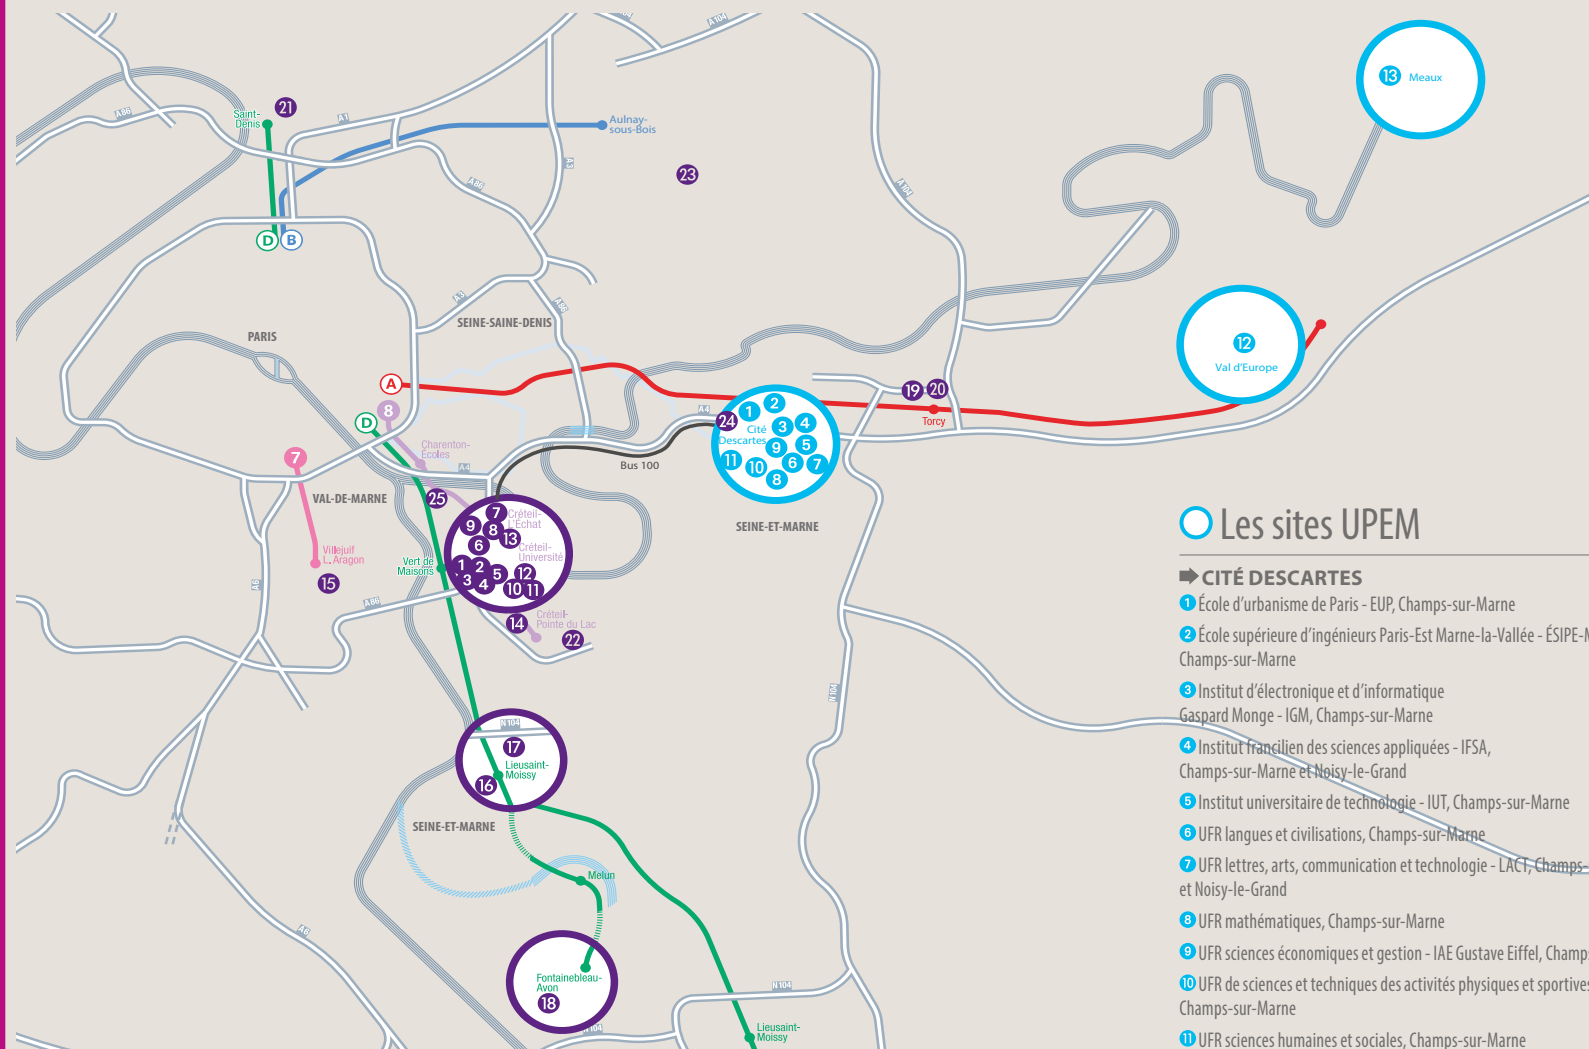 A104
A104
13 Meaux
A86
Saint-
Denis
21
A1
Aulnay-
sous-Bois
A3
A86
23
A104
D B
A3
A86
SEINE-SAINE-DENIS
PARIS
12
Val d'Europe
A
8
D
A4
24
1 2
Cité
Descartes
3 4
9 5
11 10 6 7
8
19 20
Torcy
Charenton-
Écoles
A4
Bus 100
7
VAL-DE-MARNE
25
SEINE-ET-MARNE
7 Créteil-
L'Échat
9 8
6 13
Créteil-
Université
1 2
3 4 5 12
10 11
Villejuif
L. Aragon
15
Vert de
Maisons
A6
A86
14
Créteil-
Pointe du Lac
22
N104
N104
17
Lieusaint-
Moissy
16
SEINE-ET-MARNE
Melun
A6
Fontainebleau-
Avon
18
N104
N104
Lieusaint-
Moissy
Les sites UPEM
CITÉ DESCARTES
1 École d'urbanisme de Paris - EUP, Champs-sur-Marne
2 École supérieure d'ingénieurs Paris-Est Marne-la-Vallée - ÉSIPE-M
Champs-sur-Marne
3 Institut d'électronique et d'informatique
Gaspard Monge - IGM, Champs-sur-Marne
4 Institut francilien des sciences appliquées - IFSA,
Champs-sur-Marne et Noisy-le-Grand
5 Institut universitaire de technologie - IUT, Champs-sur-Marne
6 UFR langues et civilisations, Champs-sur-Marne
7 UFR lettres, arts, communication et technologie - LACT, Champs-
et Noisy-le-Grand
8 UFR mathématiques, Champs-sur-Marne
9 UFR sciences économiques et gestion - IAE Gustave Eiffel, Champ
10 UFR de sciences et techniques des activités physiques et sportives
Champs-sur-Marne
11 UFR sciences humaines et sociales, Champs-sur-Marne